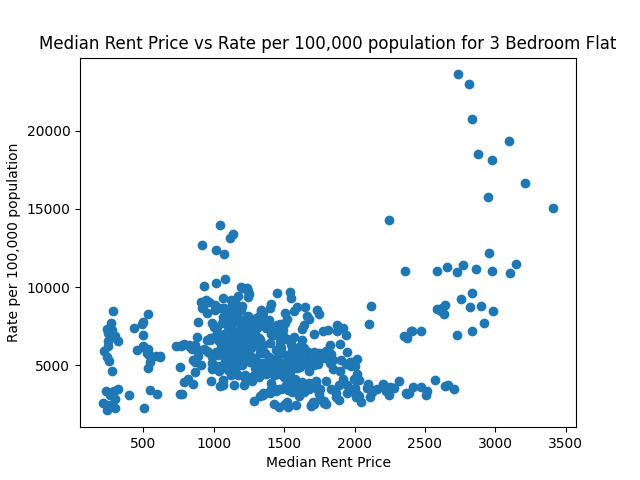 Median Rent Price vs Rate per 100,000 population for 3 Bedroom Flat
Rate per 100,000 population
20000
15000
10000
5000
500 1000 1500 2000 2500 3000 3500
Median Rent Price